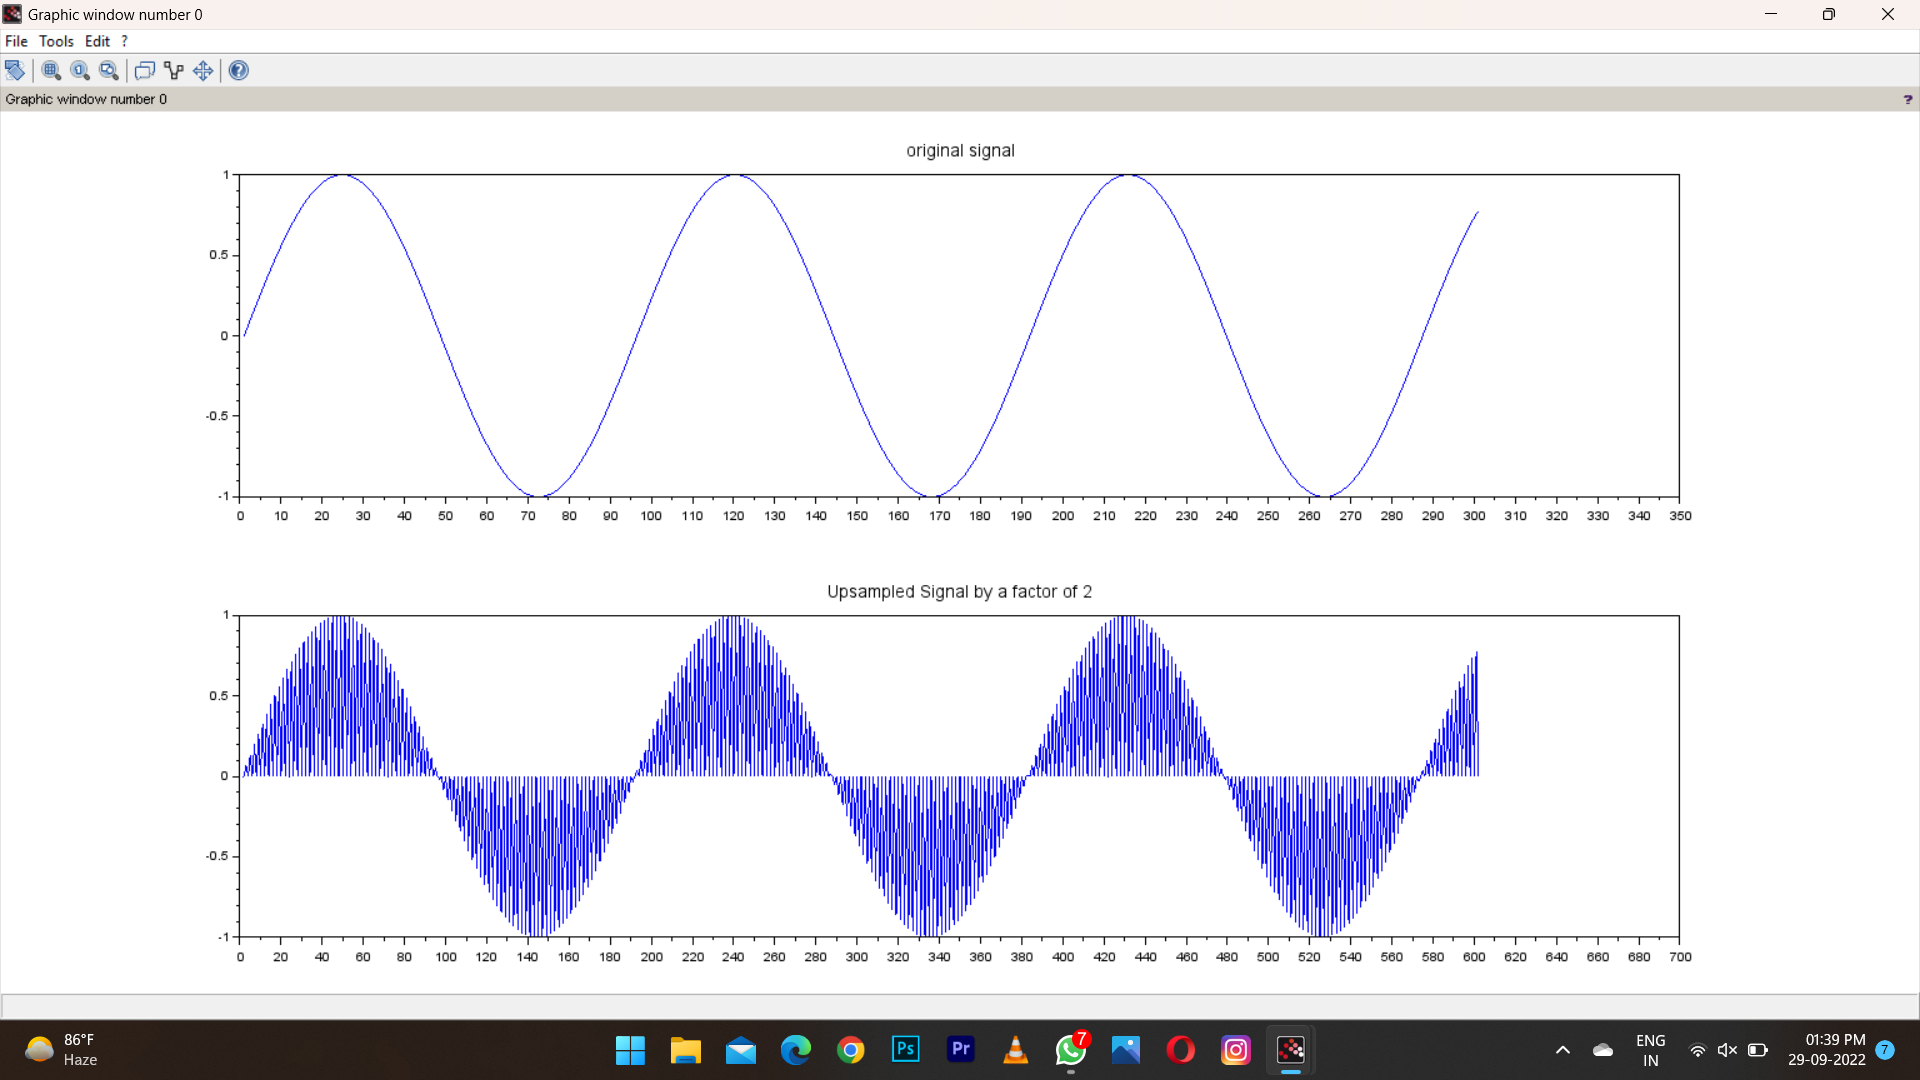 Graphic window number 0
File Tools Edit ?
Graphic window number 0 ?
original signal
1
0.5
0
-0.5
-1
0 10 20 30 40 50 60 70 80 90 100 110 120 130 140 150 160 170 180 190 200 210 220 230 240 250 260 270 280 290 300 310 320 330 340 350
Upsampled Signal by a factor of 2
1
0.5
0
-0.5
-1
0 20 40 60 80 100 120 140 160 180 200 220 240 260 280 300 320 340 360 380 400 420 440 460 480 500 520 540 560 580 600 620 640 660 680 700
86°F
Haze
Ps
Pr
7
ENG
IN
01:39 PM
29-09-2022
7